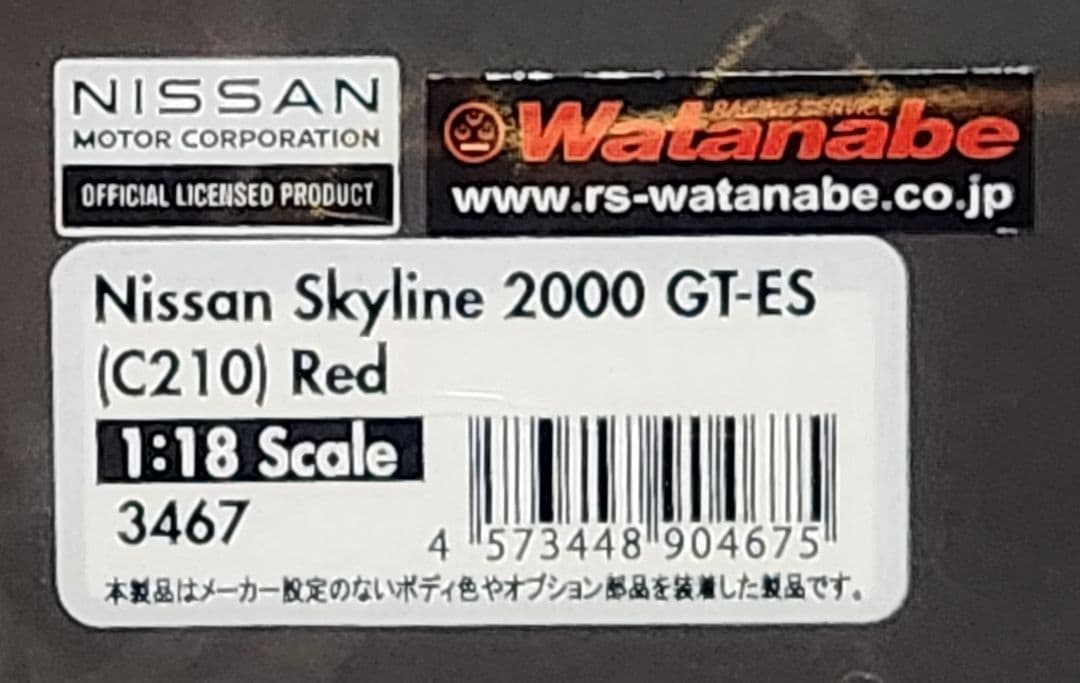 NISSAN
MOTOR CORPORATION
OFFICIAL LICENSED PRODUCT
RACING SERVICE
Watanabe
www.rs-watanabe.co.jp
Nissan Skyline 2000 GT-ES
(C210) Red
1:18 Scale
3467
4 573448 904675
本製品はメーカー設定のないボディ色やオプション部品を装着した製品です。